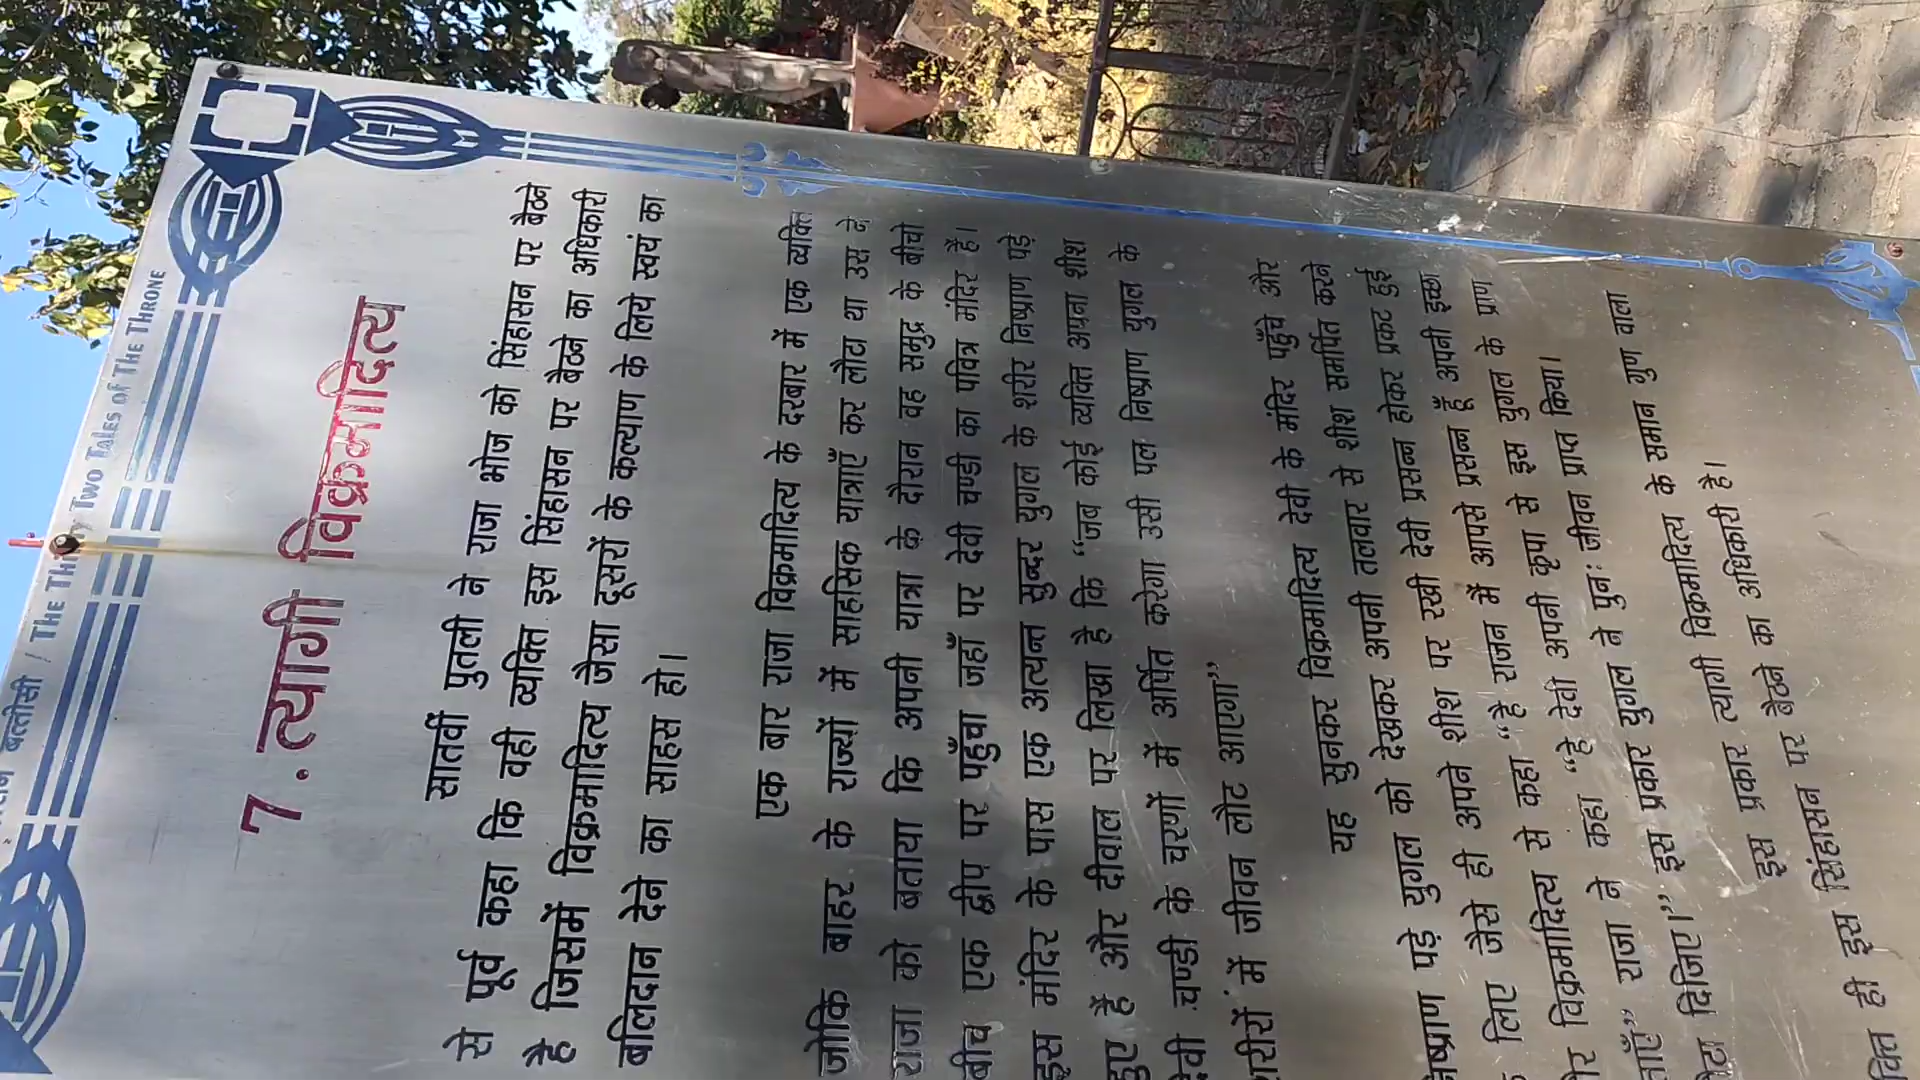 बत्तीसी / THE THI Y TWO TALES OF THE THRONE
7. त्यागी विक्रमादित्य
सातवीं पुतली ने राजा भोज को सिंहासन पर बैठने
से पूर्व कहा कि वही व्यक्ति इस सिंहासन पर बैठने का अधिकारी
है जिसमें विक्रमादित्य जैसा दूसरों के कल्याण के लिये स्वयं का
बलिदान देने का साहस हो।
एक बार राजा विक्रमादित्य के दरबार में एक व्यक्ति
जोकि बाहर के राज्यों में साहसिक यात्राएँ कर लौटा था उस ने
राजा को बताया कि अपनी यात्रा के दौरान वह समुद्र के बीचों
बीच एक द्वीप पर पहुँचा जहाँ पर देवी चण्डी का पवित्र मंदिर है।
इस मंदिर के पास एक अत्यन्त सुन्दर युगल के शरीर निष्प्राण पड़े
हुए है और दीवाल पर लिखा है कि “जब कोई व्यक्ति अपना शीश
देवी चण्डी के चरणों में अर्पित करेगा उसी पल निष्प्राण युगल के
शरीरों में जीवन लौट आएगा”
यह सुनकर विक्रमादित्य देवी के मंदिर पहुँचे और
निष्प्राण पड़े युगल को देखकर अपनी तलवार से शीश समर्पित करने
के लिए जैसे ही अपने शीश पर रखी देवी प्रसन्न होकर प्रकट हुई
और विक्रमादित्य से कहा “है राजन मैं आपसे प्रसन्न हूँ अपनी इच्छा
राजा ने कहा “है देवी अपनी कृपा से इस युगल के प्राण
दिजिए।” इस प्रकार युगल ने पुनः जीवन प्राप्त किया।
इस प्रकार त्यागी विक्रमादित्य के समान गुण वाला
ही इस सिंहासन पर बैठने का अधिकारी है।